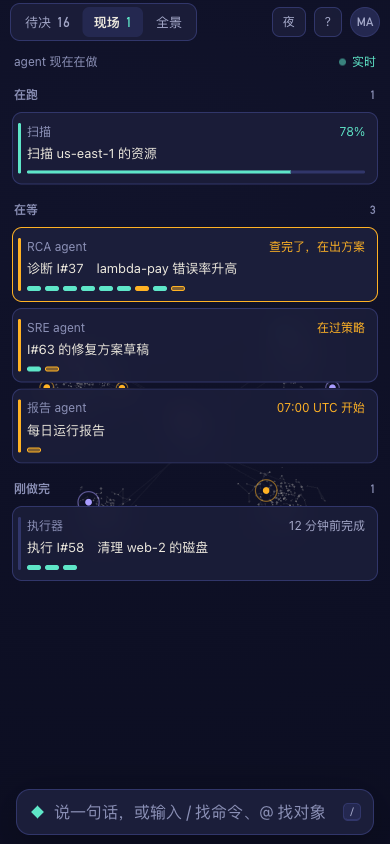 待决 16 现场 1 全景 夜 ? MA
agent 现在在做 实时
在跑 1
扫描 78%
扫描 us-east-1 的资源
在等 3
RCA agent 查完了，在出方案
诊断 I#37 lambda-pay 错误率升高
SRE agent 在过策略
I#63 的修复方案草稿
报告 agent 07:00 UTC 开始
每日运行报告
刚做完 1
执行器 12 分钟前完成
执行 I#58 清理 web-2 的磁盘
说一句话，或输入 / 找命令、@ 找对象 /